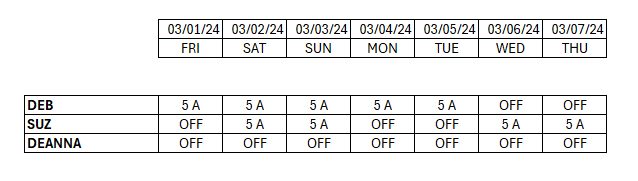 03/01/24 03/02/24 03/03/24 03/04/24 03/05/24 03/06/24 03/07/24
FRI SAT SUN MON TUE WED THU
DEB 5 A 5 A 5 A 5 A 5 A OFF OFF
SUZ OFF 5 A 5 A OFF OFF 5 A 5 A
DEANNA OFF OFF OFF OFF OFF OFF OFF